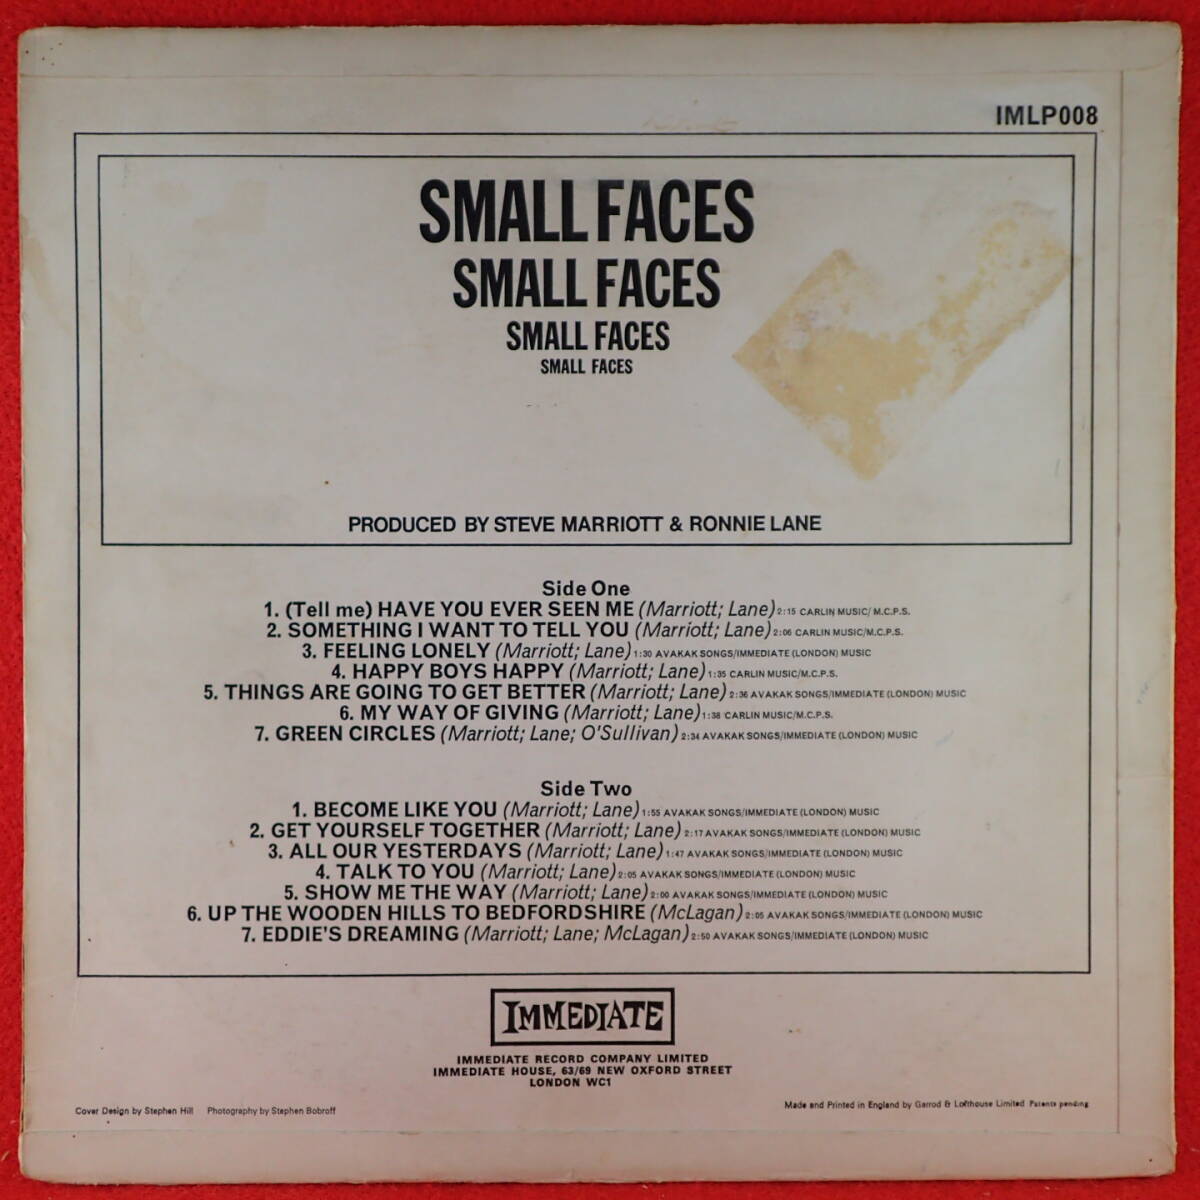 IMLP008
SMALL FACES
SMALL FACES
SMALL FACES
SMALL FACES
PRODUCED BY STEVE MARRIOTT & RONNIE LANE
Side One
1. (Tell me) HAVE YOU EVER SEEN ME (Marriott; Lane) 2:15 CARLIN MUSIC/ M.C.P.S.
2. SOMETHING I WANT TO TELL YOU (Marriott; Lane) 2:06 CARLIN MUSIC/M.C.P.S.
3. FEELING LONELY (Marriott; Lane) 1:30 AVAKAK SONGS/IMMEDIATE (LONDON) MUSIC
4. HAPPY BOYS HAPPY (Marriott; Lane) 1:35 CARLIN MUSIC/M.C.P.S.
5. THINGS ARE GOING TO GET BETTER (Marriott; Lane) 2:36 AVAKAK SONGS/IMMEDIATE (LONDON) MUSIC
6. MY WAY OF GIVING (Marriott; Lane) 1:38 CARLIN MUSIC/M.C.P.S.
7. GREEN CIRCLES (Marriott; Lane; O'Sullivan) 2:34 AVAKAK SONGS/IMMEDIATE (LONDON) MUSIC
Side Two
1. BECOME LIKE YOU (Marriott; Lane) 1:55 AVAKAK SONGS/IMMEDIATE (LONDON) MUSIC
2. GET YOURSELF TOGETHER (Marriott; Lane) 2:17 AVAKAK SONGS/IMMEDIATE (LONDON) MUSIC
3. ALL OUR YESTERDAYS (Marriott; Lane) 1:47 AVAKAK SONGS/IMMEDIATE (LONDON) MUSIC
4. TALK TO YOU (Marriott; Lane) 2:05 AVAKAK SONGS/IMMEDIATE (LONDON) MUSIC
5. SHOW ME THE WAY (Marriott; Lane) 2:00 AVAKAK SONGS/IMMEDIATE (LONDON) MUSIC
6. UP THE WOODEN HILLS TO BEDFORDSHIRE (McLagan) 2:05 AVAKAK SONGS/IMMEDIATE (LONDON) MUSIC
7. EDDIE'S DREAMING (Marriott; Lane; McLagan) 2:50 AVAKAK SONGS/IMMEDIATE (LONDON) MUSIC
IMMEDIATE
IMMEDIATE RECORD COMPANY LIMITED
IMMEDIATE HOUSE, 63/69 NEW OXFORD STREET
LONDON WC1
Cover Design by Stephen Hill Photography by Stephen Bobroff
Made and Printed in England by Garrod & Lofthouse Limited Patents pending